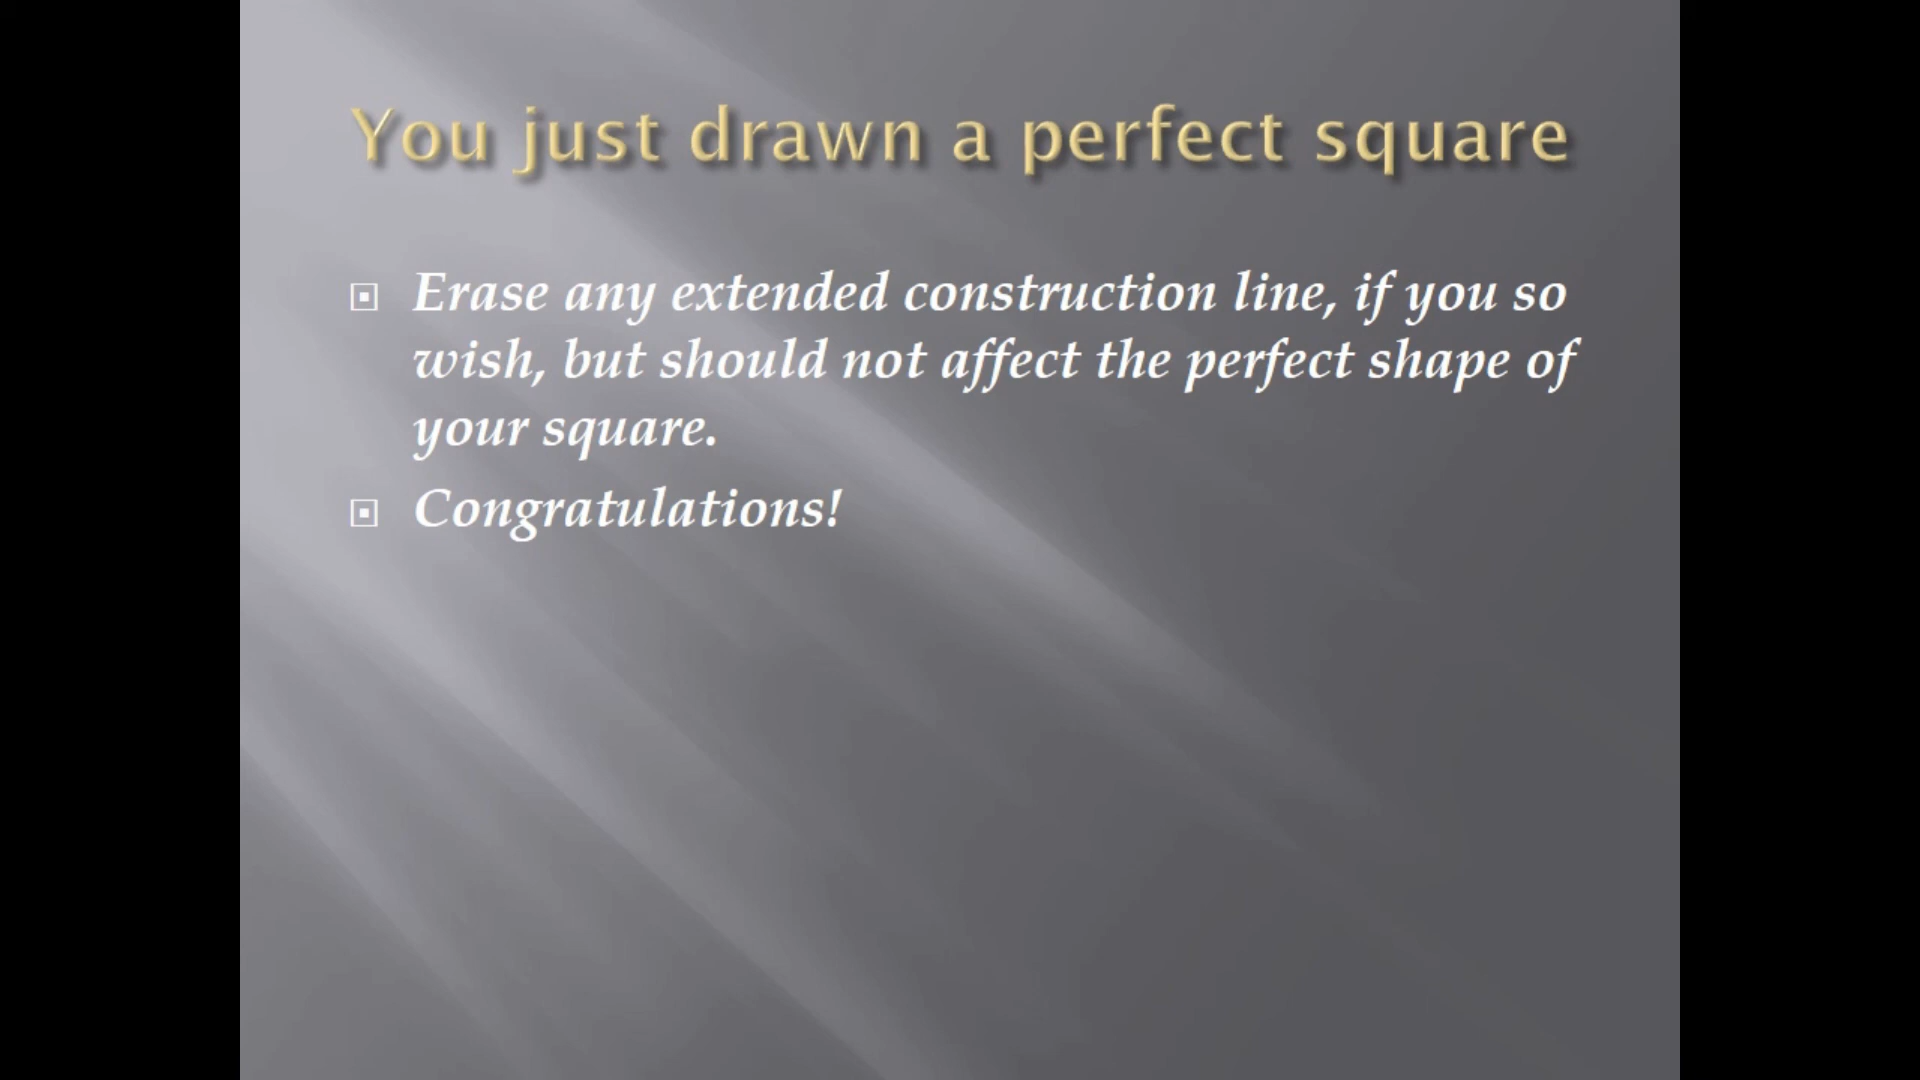 You just drawn a perfect square
Erase any extended construction line, if you so
wish, but should not affect the perfect shape of
your square.
Congratulations!